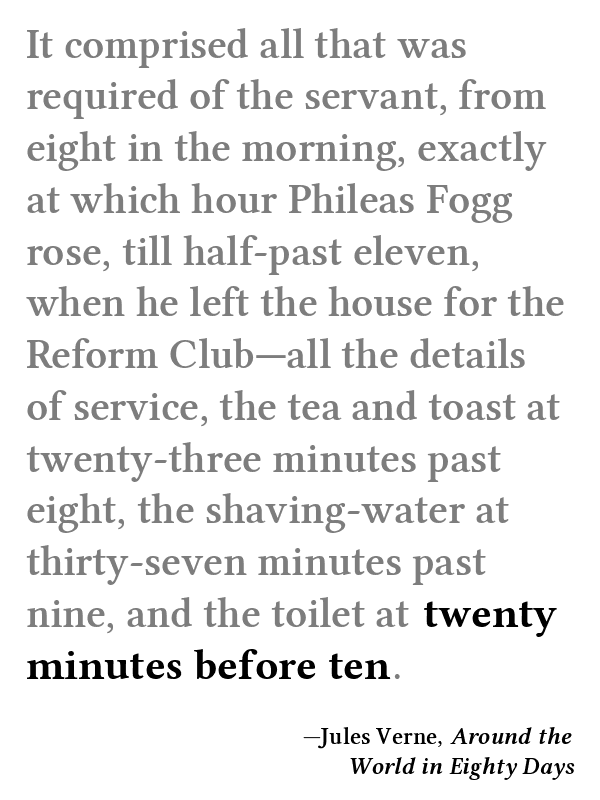 It comprised all that was
required of the servant, from
eight in the morning, exactly
at which hour Phileas Fogg
rose, till half-past eleven,
when he left the house for the
Reform Club—all the details
of service, the tea and toast at
twenty-three minutes past
eight, the shaving-water at
thirty-seven minutes past
nine, and the toilet at twenty
minutes before ten.
—Jules Verne, Around the
World in Eighty Days